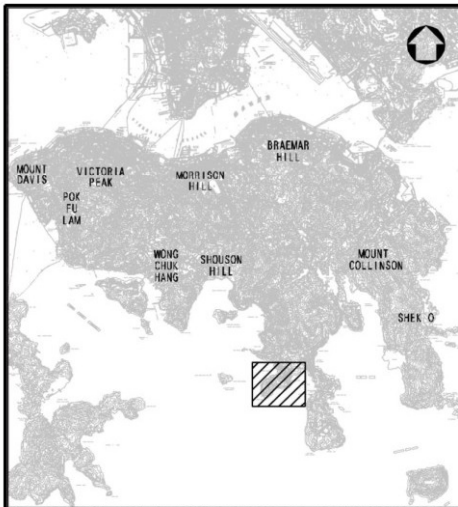 BRAEMAR
HILL
MOUNT
DAVIS
VICTORIA
PEAK
MORRISON
HILL
POK
FU
LAM
WONG
CHUK
HANG
SHOUSON
HILL
MOUNT
COLLINSON
SHEK O